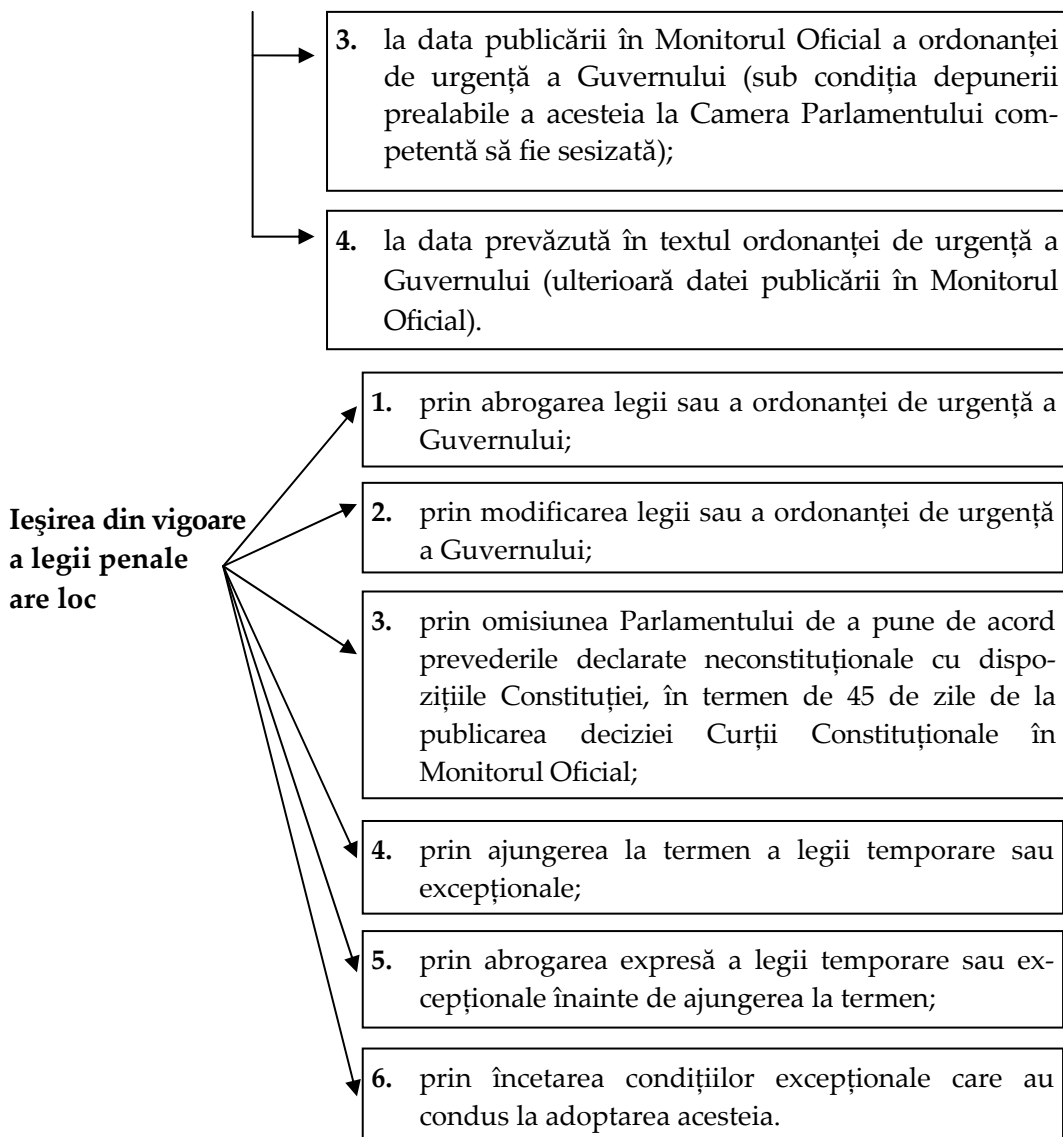 3. la data publicării în Monitorul Oficial a ordonanței
de urgență a Guvernului (sub condiția depunerii
prealabile a acesteia la Camera Parlamentului com-
petentă să fie sesizată);
4. la data prevăzută în textul ordonanței de urgență a
Guvernului (ulterioară datei publicării în Monitorul
Oficial).
Ieşirea din vigoare
a legii penale
are loc
1. prin abrogarea legii sau a ordonanței de urgență a
Guvernului;
2. prin modificarea legii sau a ordonanței de urgență
a Guvernului;
3. prin omisiunea Parlamentului de a pune de acord
prevederile declarate neconstituționale cu dispo-
zițiile Constituției, în termen de 45 de zile de la
publicarea deciziei Curții Constituționale în
Monitorul Oficial;
4. prin ajungerea la termen a legii temporare sau
excepționale;
5. prin abrogarea expresă a legii temporare sau ex-
cepționale înainte de ajungerea la termen;
6. prin încetarea condițiilor excepționale care au
condus la adoptarea acesteia.